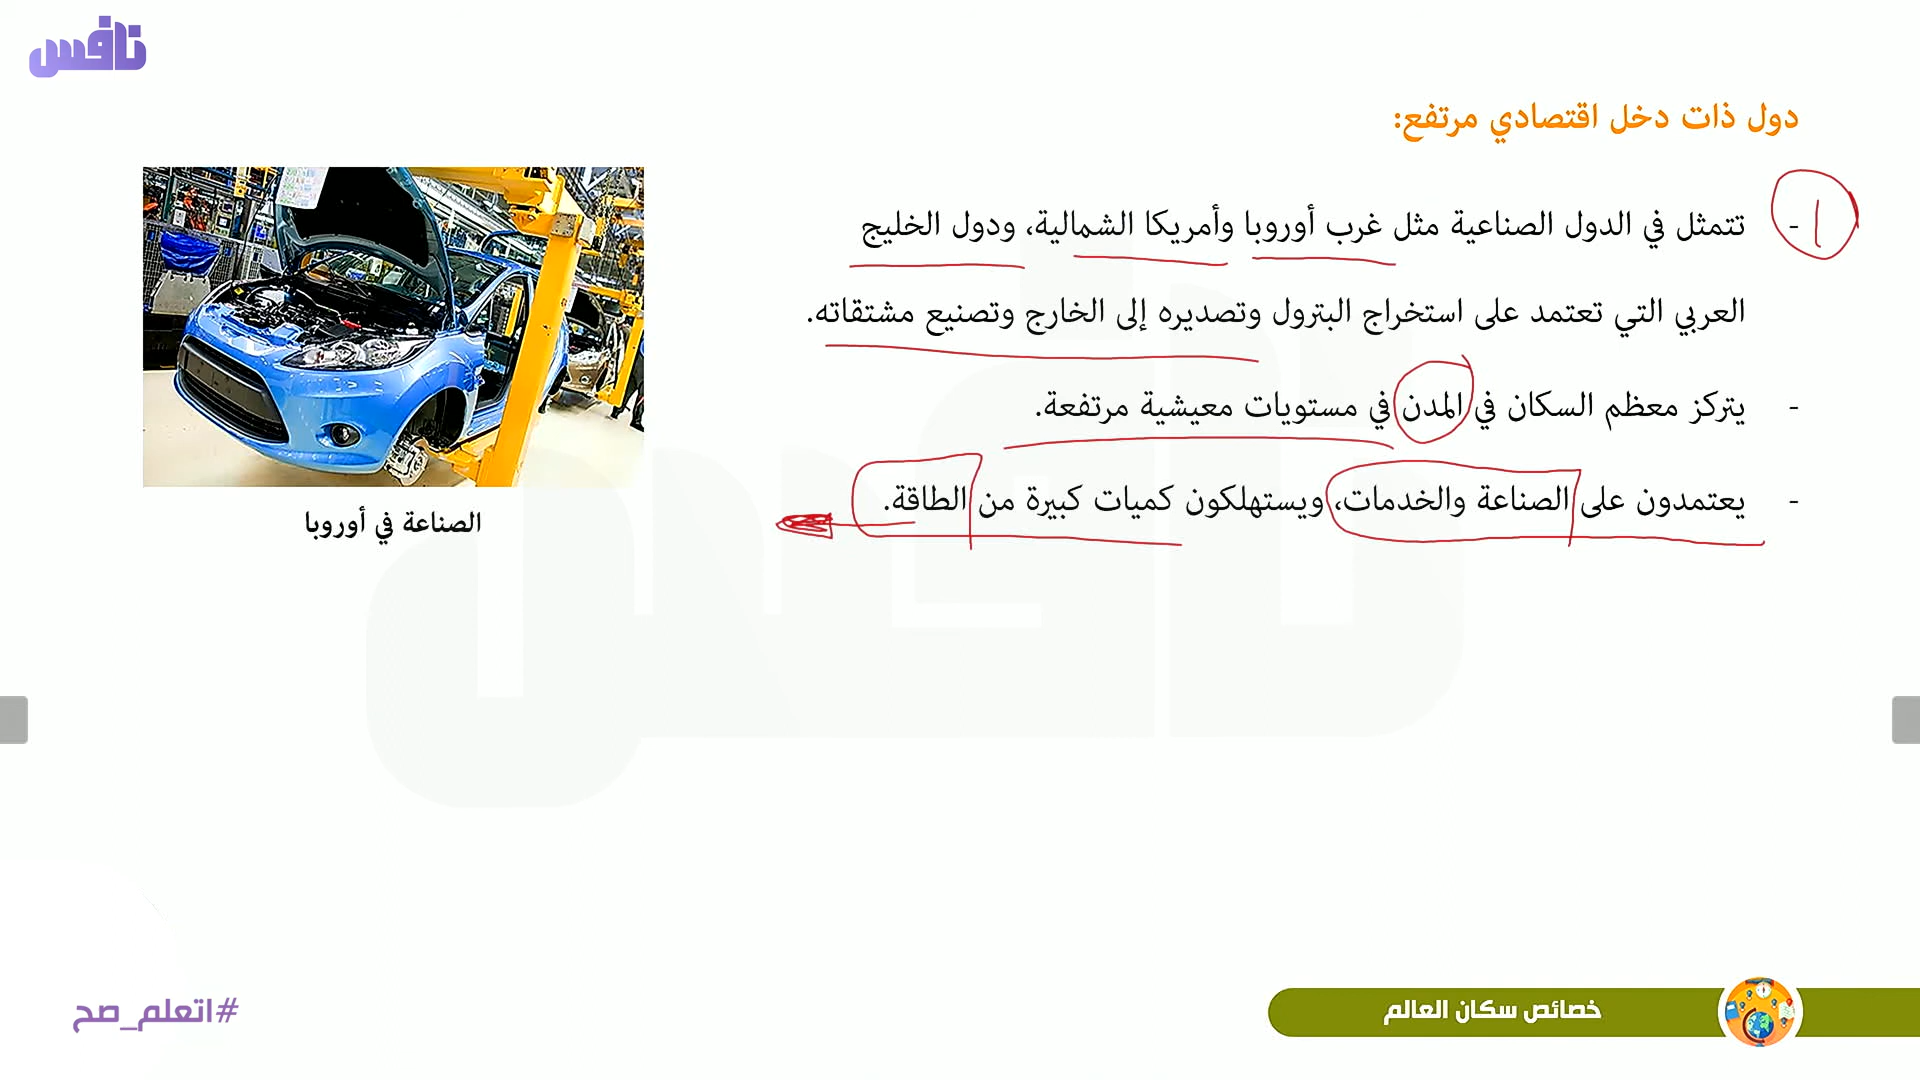 نافس
دول ذات دخل اقتصادي مرتفع:
١
- تتمثل في الدول الصناعية مثل غرب أوروبا وأمريكا الشمالية، ودول الخليج
العربي التي تعتمد على استخراج البترول وتصديره إلى الخارج وتصنيع مشتقاته.
- يتركز معظم السكان في المدن في مستويات معيشية مرتفعة.
- يعتمدون على الصناعة والخدمات، ويستهلكون كميات كبيرة من الطاقة.
الصناعة في أوروبا
خصائص سكان العالم
#اتعلم_صح